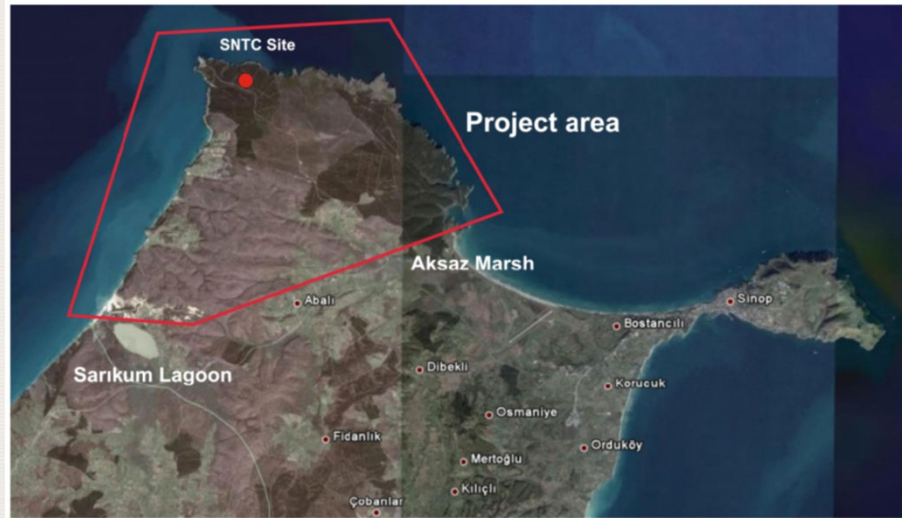 SNTC Site
Project area
Aksaz Marsh
Abalı
Sinop
Bostancılı
Sarıkum Lagoon
Dibekli
Korucuk
Osmaniye
Fidanlık
Orduköy
Mertoğlu
Kılıçlı
Çobanlar